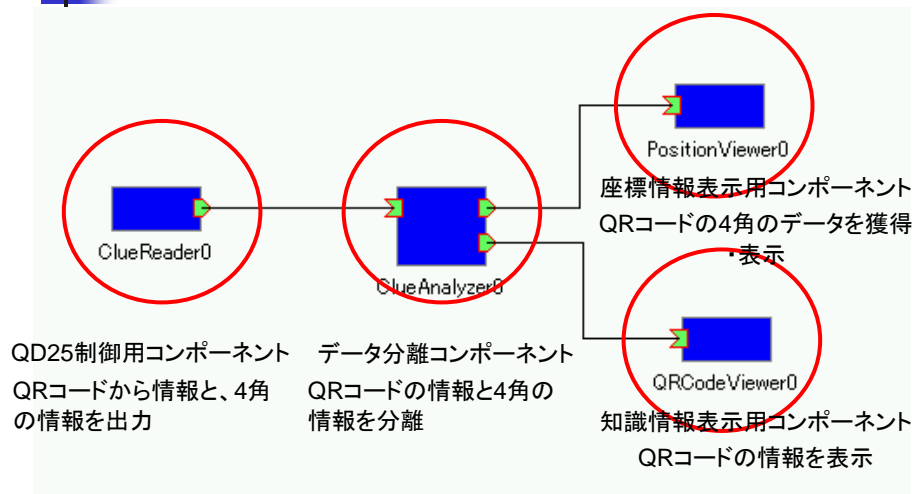 PositionViewer0
座標情報表示用コンポーネント
QRコードの4角のデータを獲得
・表示
ClueReader0
ClueAnalyzer0
QD25制御用コンポーネント
QRコードから情報と、4角
の情報を出力
データ分離コンポーネント
QRコードの情報と4角の
情報を分離
QRCodeViewer0
知識情報表示用コンポーネント
QRコードの情報を表示